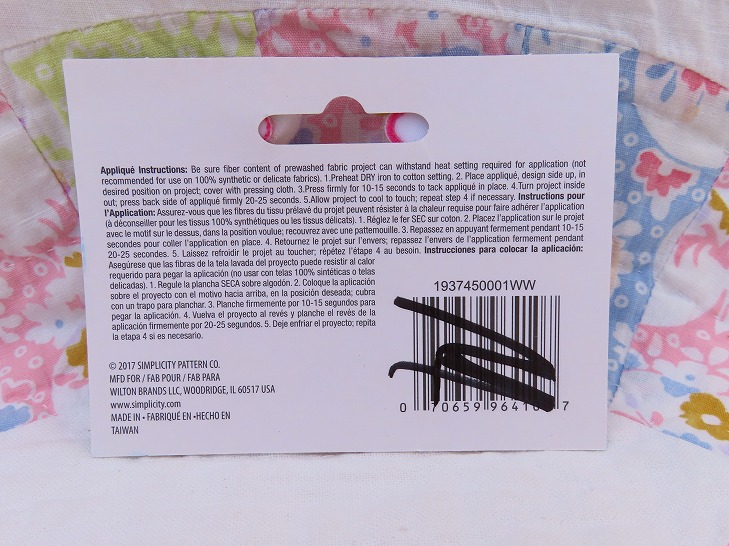 Appliqué Instructions: Be sure fiber content of prewashed fabric project can withstand heat setting required for application (not
recommended for use on 100% synthetic or delicate fabrics). 1.Preheat DRY iron to cotton setting. 2. Place appliqué, design side up, in
desired position on project; cover with pressing cloth. 3.Press firmly for 10-15 seconds to tack appliqué in place. 4.Turn project inside
out; press back side of appliqué firmly 20-25 seconds. 5.Allow project to cool to touch; repeat step 4 if necessary. Instructions pour
l'Application: Assurez-vous que les fibres du tissu prélavé du projet peuvent résister à la chaleur requise pour faire adhérer l'application
(à déconseiller pour les tissus 100% synthétiques ou les tissus délicats). 1. Réglez le fer SEC sur coton. 2. Placez l'application sur le projet
avec le motif sur le dessus, dans la position voulue; recouvrez avec une pattemouille. 3. Repassez en appuyant fermement pendant 10-15
secondes pour coller l'application en place. 4. Retournez le projet sur l'envers; repassez l'envers de l'application fermement pendant
20-25 secondes. 5. Laissez refroidir le projet au toucher; répétez l'étape 4 au besoin. Instrucciones para colocar la aplicación:
Asegúrese que las fibras de la tela lavada del proyecto puede resistir al calor
requerido para pegar la aplicación (no usar con telas 100% sintéticas o telas
delicadas). 1. Regule la plancha SECA sobre algodón. 2. Coloque la aplicación
sobre el proyecto con el motivo hacia arriba, en la posición deseada; cubra
con un trapo para planchar. 3. Planche firmemente por 10-15 segundos para
pegar la aplicación. 4. Vuelva el proyecto al revés y planche el revés de la
aplicación firmemente por 20-25 segundos. 5. Deje enfriar el proyecto; repita
la etapa 4 si es necesario.
1937450001WW
0 70659 9641 7
© 2017 SIMPLICITY PATTERN CO.
MFD FOR / FAB POUR / FAB PARA
WILTON BRANDS LLC, WOODRIDGE, IL 60517 USA
www.simplicity.com
MADE IN • FABRIQUÉ EN •HECHO EN
TAIWAN